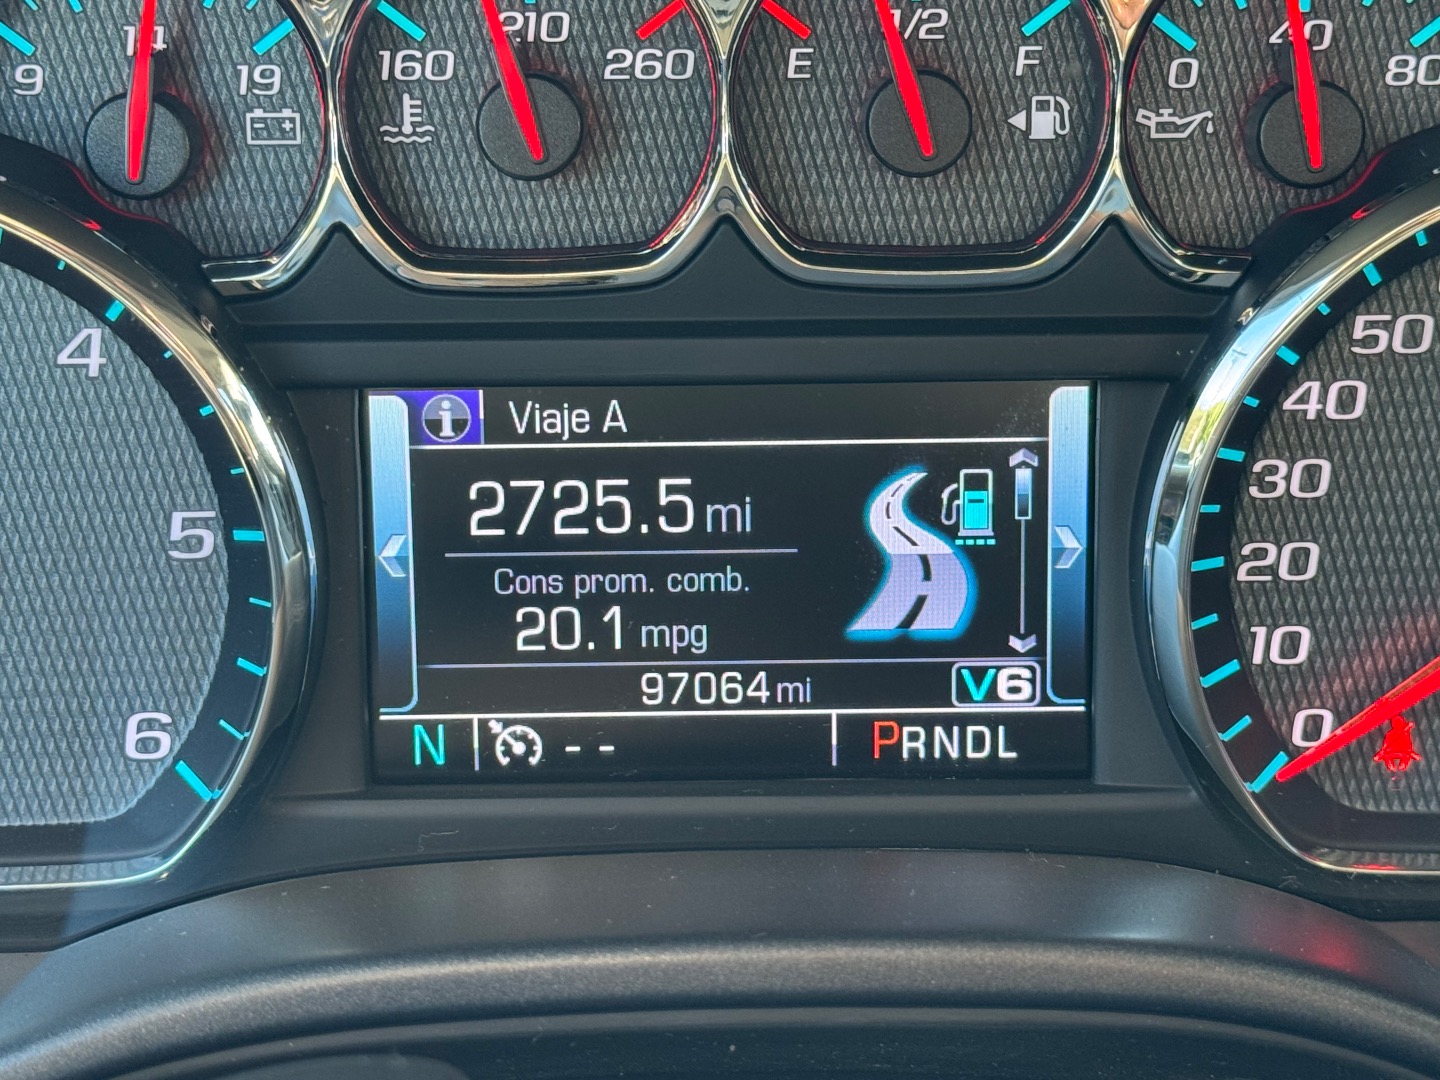 9 14 19
160 210 260
E 1/2 F
0 40 80
4
5
6
Viaje A
2725.5 mi
Cons prom. comb.
20.1 mpg
97064 mi
V6
N -- PRNDL
50
40
30
20
10
0